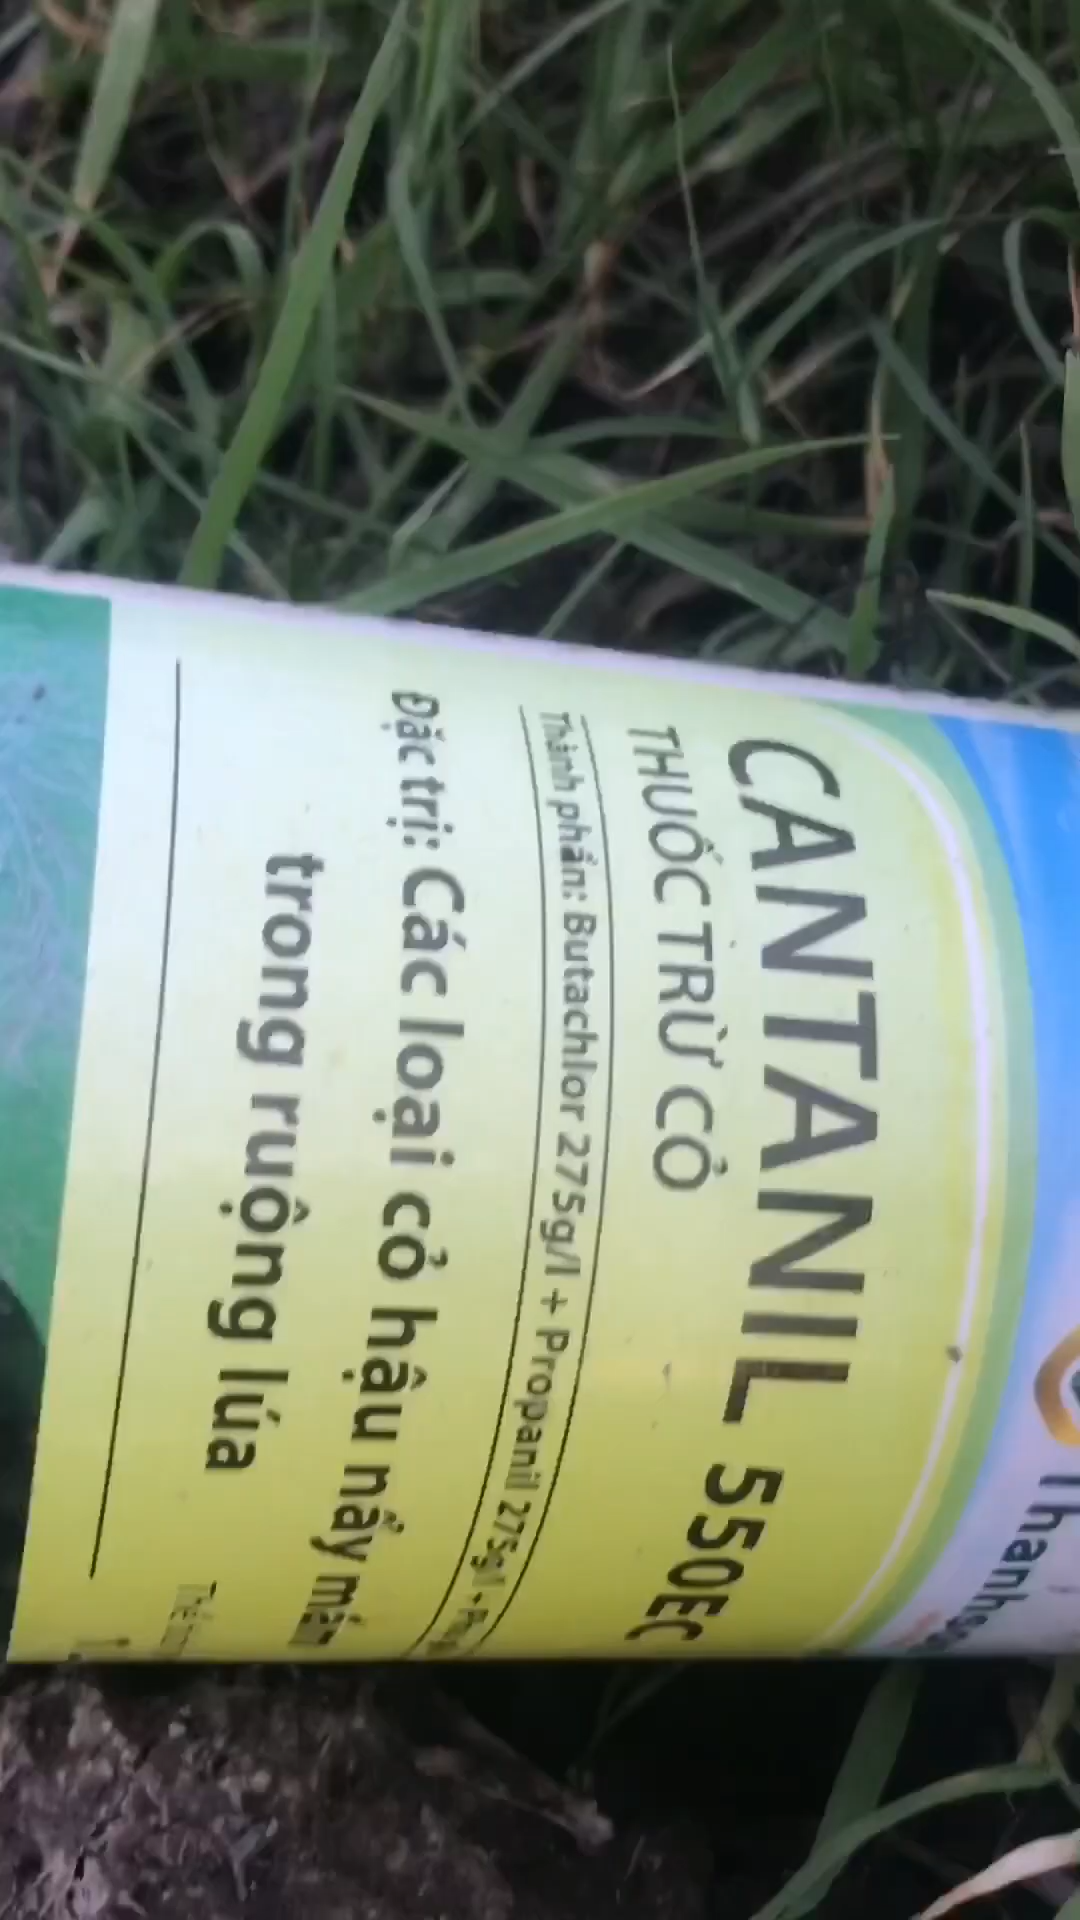 CANTANIL 550EC
THUỐC TRỪ CỎ
Thành phần: Butachlor 275g/l + Propanil 275g/l +
Đặc trị: Các loại cỏ hậu nẩy mầm
trong ruộng lúa